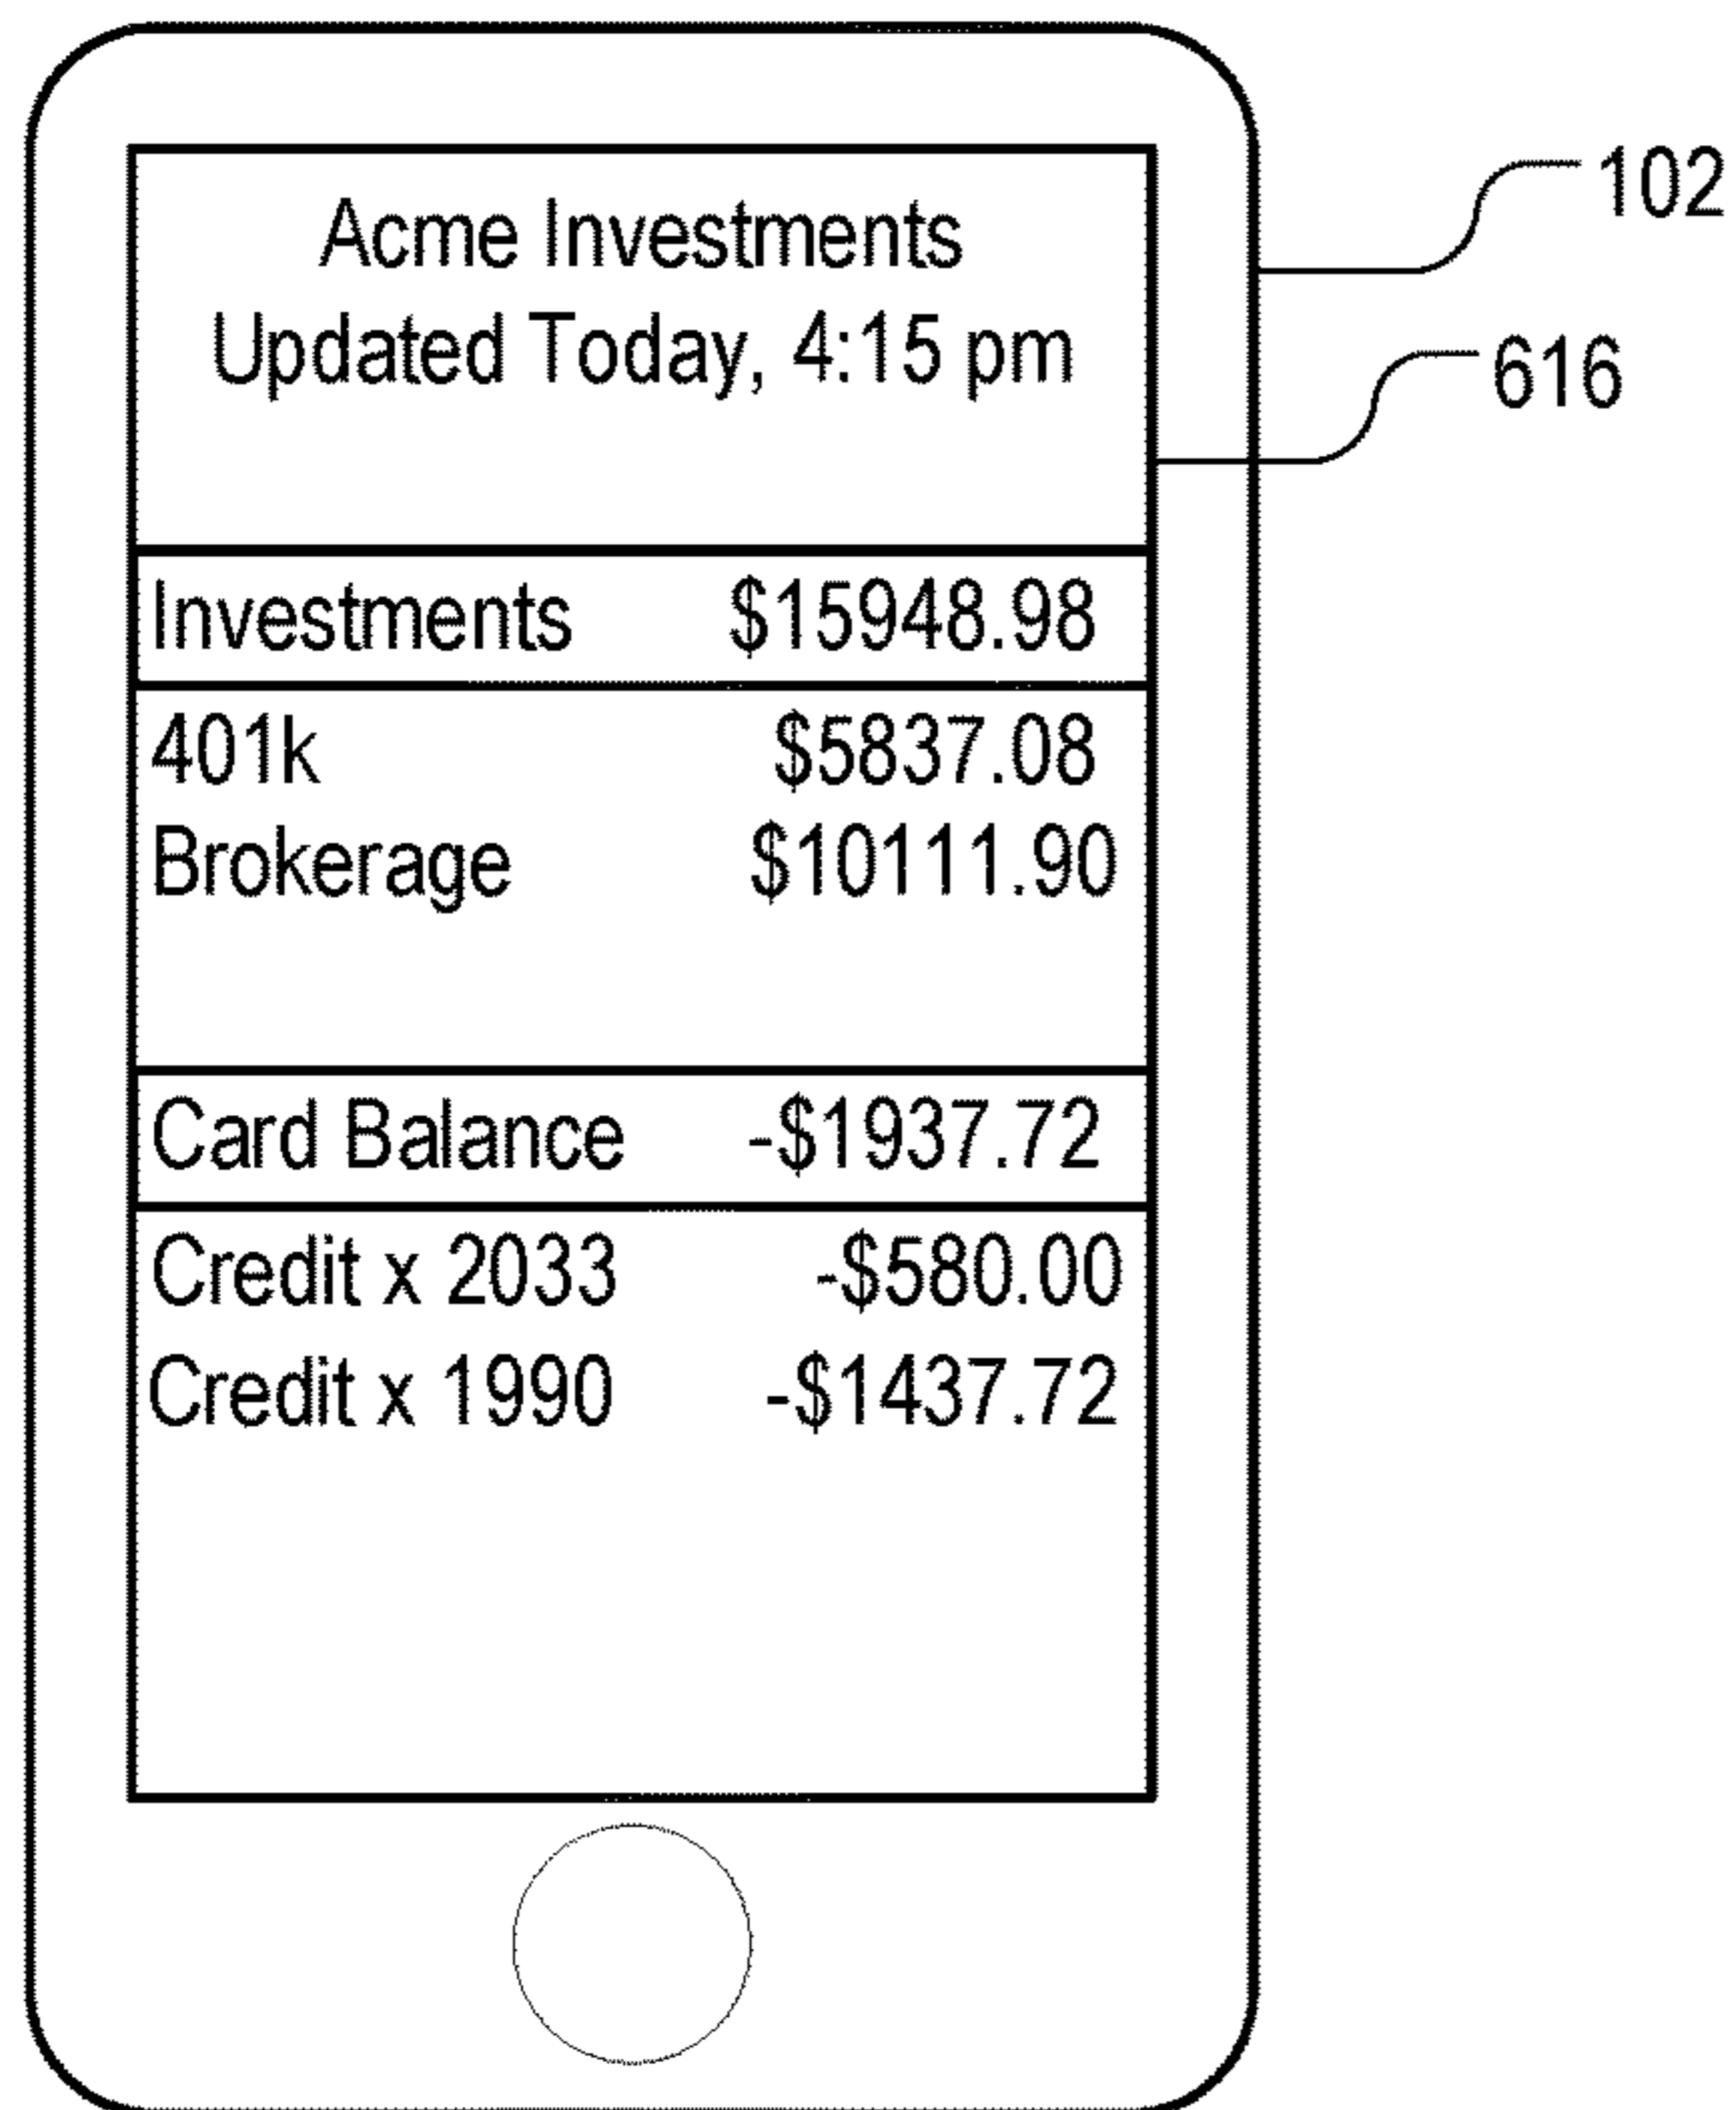 Acme Investments
Updated Today, 4:15 pm
102
616
Investments $15948.98
401k $5837.08
Brokerage $10111.90
Card Balance -$1937.72
Credit x 2033 -$580.00
Credit x 1990 -$1437.72